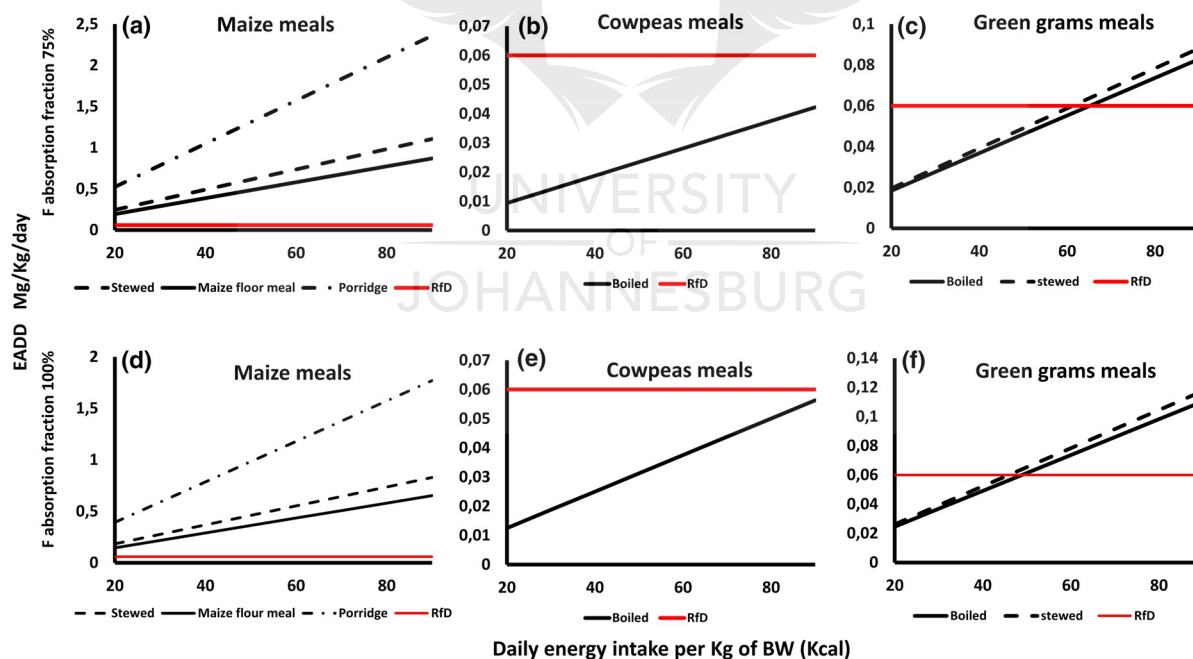 EADD Mg/Kg/day
F absorption fraction 75%
(a) Maize meals
2,5
2
1,5
1
0,5
0
20 40 60 80
Stewed Maize floor meal Porridge RfD
(b) Cowpeas meals
0,07
0,06
0,05
0,04
0,03
0,02
0,01
0
20 40 60 80
Boiled RfD
(c) Green grams meals
0,1
0,08
0,06
0,04
0,02
0
20 40 60 80
Boiled stewed RfD
UNIVERSITY
OF
JOHANNESBURG
F absorption fraction 100%
(d) Maize meals
2
1,5
1
0,5
0
20 40 60 80
Stewed Maize flour meal Porridge RfD
(e) Cowpeas meals
0,07
0,06
0,05
0,04
0,03
0,02
0,01
0
20 40 60 80
Boiled RfD
(f) Green grams meals
0,14
0,12
0,1
0,08
0,06
0,04
0,02
0
20 40 60 80
Boiled stewed RfD
Daily energy intake per Kg of BW (Kcal)